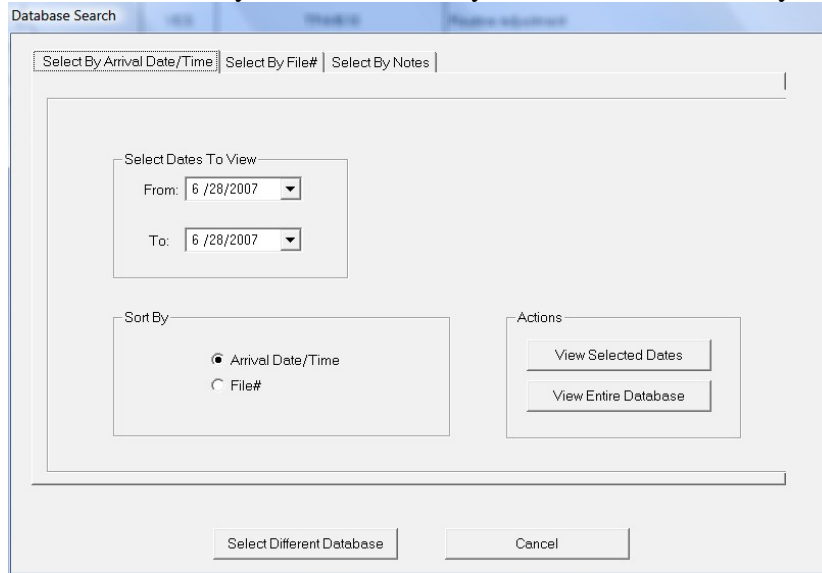 Database Search
Select By Arrival Date/Time Select By File# Select By Notes
Select Dates To View
From: 6 /28/2007
To: 6 /28/2007
Sort By
Arrival Date/Time
File#
Actions
View Selected Dates
View Entire Database
Select Different Database Cancel